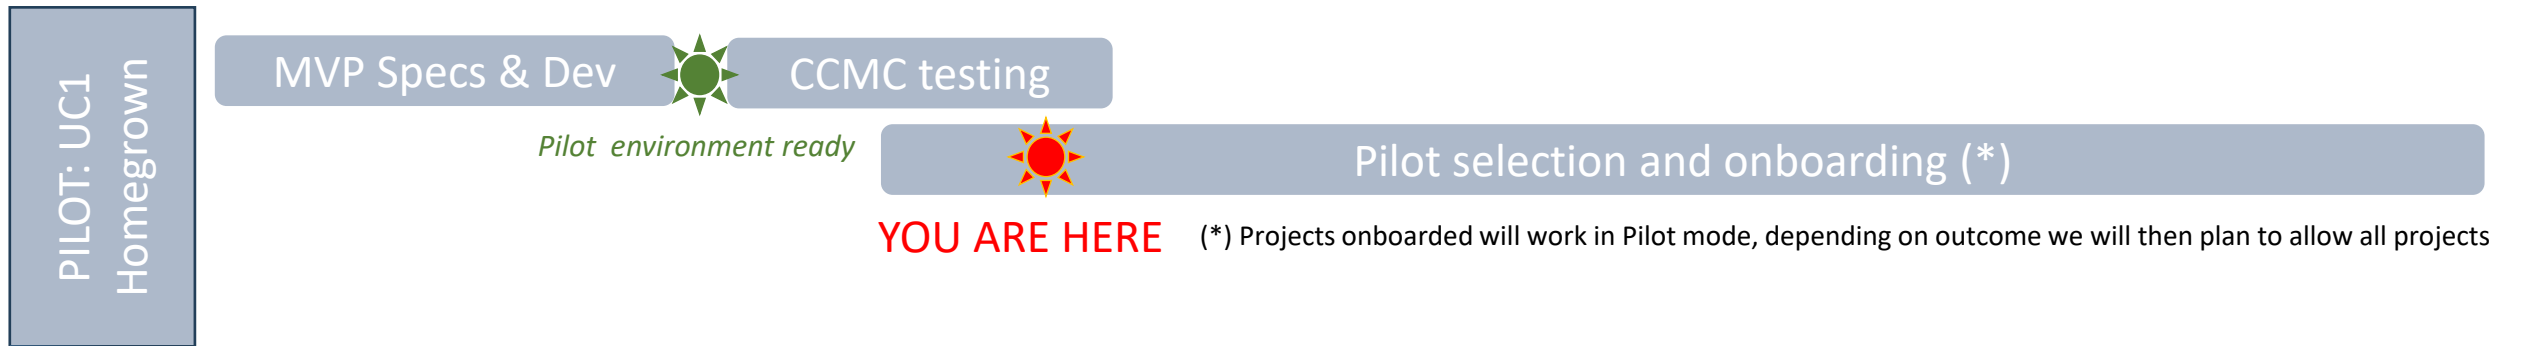 PILOT: UC1
Homegrown
MVP Specs & Dev
CCMC testing
Pilot environment ready
Pilot selection and onboarding (*)
YOU ARE HERE
(*) Projects onboarded will work in Pilot mode, depending on outcome we will then plan to allow all projects